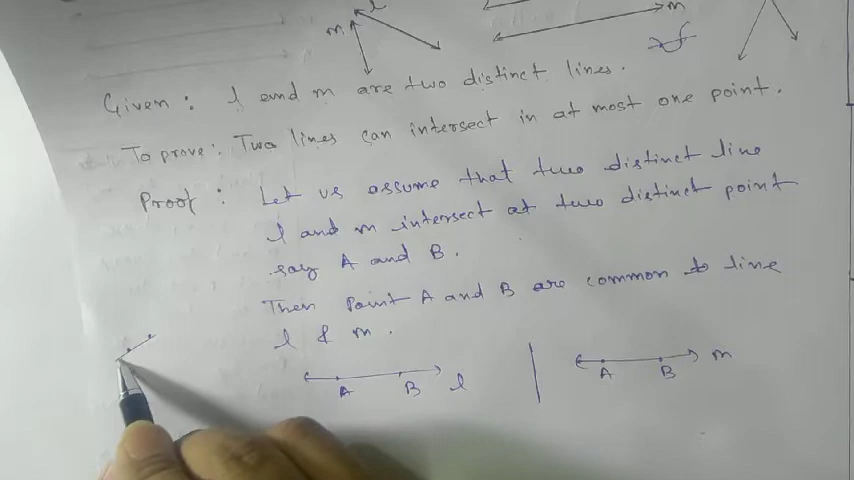 l
m A
m
Given : l and m are two distinct lines.
To prove : Two lines can intersect in at most one point.
Proof : Let us assume that two distinct line
l and m intersect at two distinct point
say A and B.
Then Point A and B are common to line
l & m.
A B l
A B m